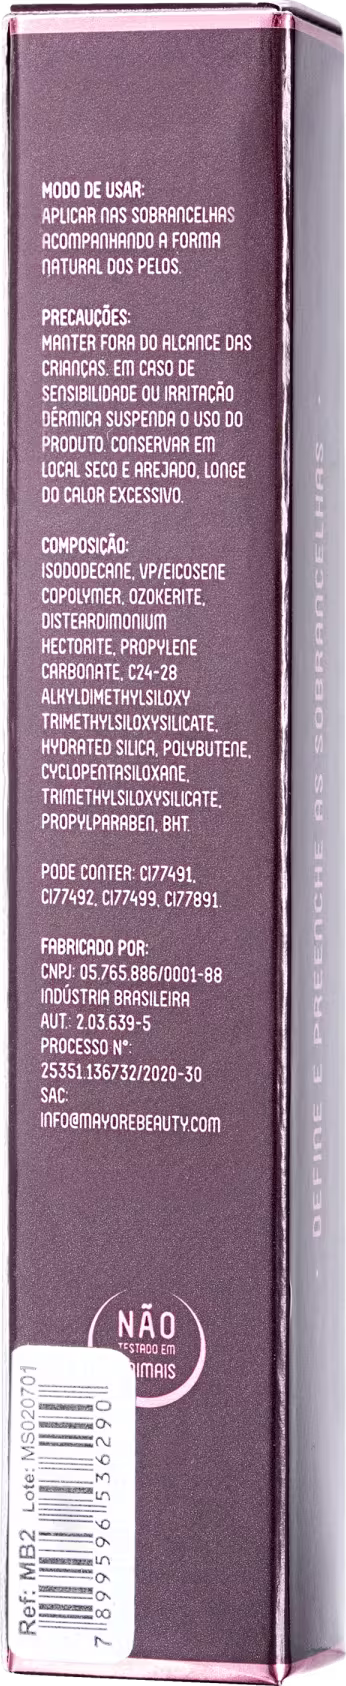 MODO DE USAR:
APLICAR NAS SOBRANCELHAS
ACOMPANHANDO A FORMA
NATURAL DOS PELOS.
PRECAUÇÕES:
MANTER FORA DO ALCANCE DAS
CRIANÇAS. EM CASO DE
SENSIBILIDADE OU IRRITAÇÃO
DÉRMICA SUSPENDA O USO DO
PRODUTO. CONSERVAR EM
LOCAL SECO E AREJADO, LONGE
DO CALOR EXCESSIVO.
COMPOSIÇÃO:
ISODODECANE, VP/EICOSENE
COPOLYMER, OZOKERITE,
DISTEARDIMONIUM
HECTORITE, PROPYLENE
CARBONATE, C24-28
ALKYLDIMETHYLSILOXY
TRIMETHYLSILOXYSILICATE,
HYDRATED SILICA, POLYBUTENE,
CYCLOPENTASILOXANE,
TRIMETHYLSILOXYSILICATE,
PROPYLPARABEN, BHT.
PODE CONTER: CI77491,
CI77492, CI77499, CI77891.
FABRICADO POR:
CNPJ: 05.765.886/0001-88
INDÚSTRIA BRASILEIRA
AUT.: 2.03.639-5
PROCESSO N°:
25351.136732/2020-30
SAC:
INFO@MAYOREBEAUTY.COM
NÃO
TESTADO EM
IMAIS
Ref: MB2 Lote: MS020701
7 899596 536290
· DEFINE E PREENCHE AS SOBRANCELHAS ·